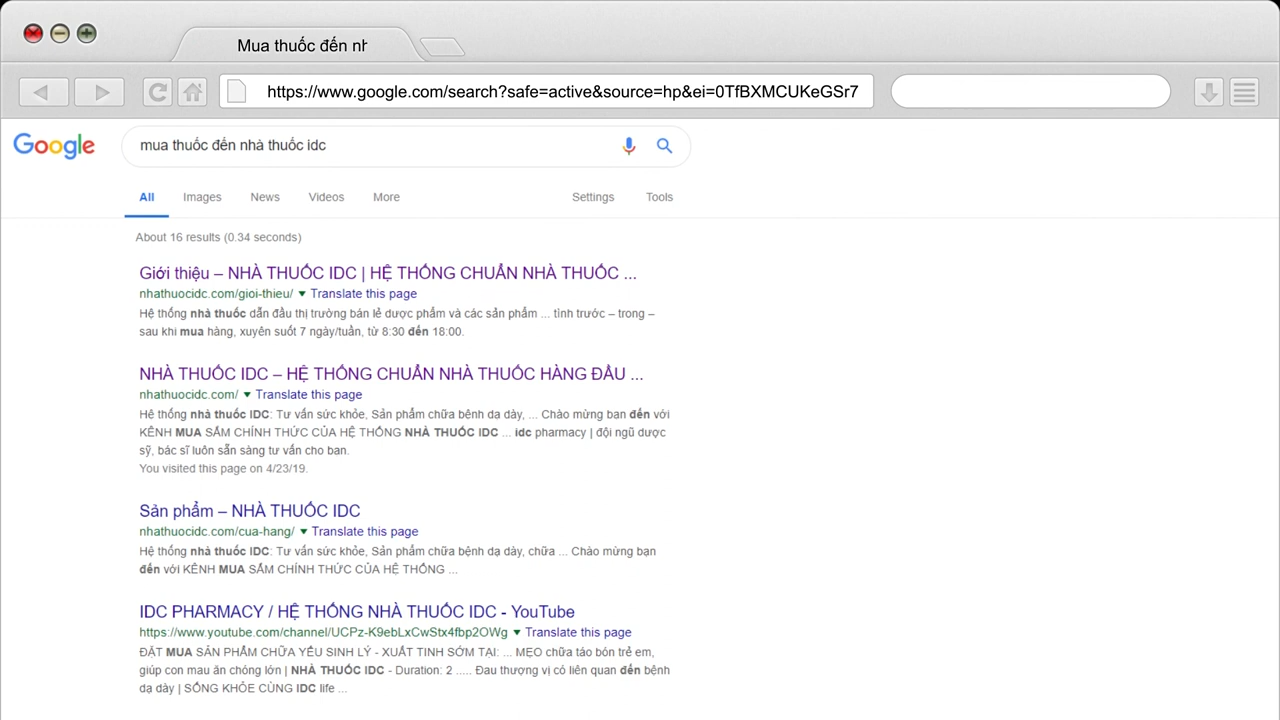 Mua thuốc đến nh
https://www.google.com/search?safe=active&source=hp&ei=0TfBXMCUKeGSr7
Google
mua thuốc đến nhà thuốc idc
All Images News Videos More Settings Tools
About 16 results (0.34 seconds)
Giới thiệu – NHÀ THUỐC IDC | HỆ THỐNG CHUẨN NHÀ THUỐC ...
nhathuocidc.com/gioi-thieu/ ▼ Translate this page
Hệ thống nhà thuốc dẫn đầu thị trường bán lẻ dược phẩm và các sản phẩm ... tình trước – trong –
sau khi mua hàng, xuyên suốt 7 ngày/tuần, từ 8:30 đến 18:00.
NHÀ THUỐC IDC – HỆ THỐNG CHUẨN NHÀ THUỐC HÀNG ĐẦU ...
nhathuocidc.com/ ▼ Translate this page
Hệ thống nhà thuốc IDC: Tư vấn sức khỏe, Sản phẩm chữa bênh dạ dày, ... Chào mừng bạn đến với
KÊNH MUA SẮM CHÍNH THỨC CỦA HỆ THỐNG NHÀ THUỐC IDC ... idc pharmacy | đội ngũ dược
sỹ, bác sĩ luôn sẵn sàng tư vấn cho bạn.
You visited this page on 4/23/19.
Sản phẩm – NHÀ THUỐC IDC
nhathuocidc.com/cua-hang/ ▼ Translate this page
Hệ thống nhà thuốc IDC: Tư vấn sức khỏe, Sản phẩm chữa bệnh dạ dày, chữa ... Chào mừng bạn
đến với KÊNH MUA SẮM CHÍNH THỨC CỦA HỆ THỐNG ...
IDC PHARMACY / HỆ THỐNG NHÀ THUỐC IDC - YouTube
https://www.youtube.com/channel/UCPz-K9ebLxCwStx4fbp2OWg ▼ Translate this page
ĐẶT MUA SẢN PHẨM CHỮA YẾU SINH LÝ - XUẤT TINH SỚM TẠI: ... MẸO chữa táo bón trẻ em,
giúp con mau ăn chóng lớn | NHÀ THUỐC IDC - Duration: 2 ..... Đau thượng vị có liên quan đến bệnh
dạ dày | SỐNG KHỎE CÙNG IDC life ...